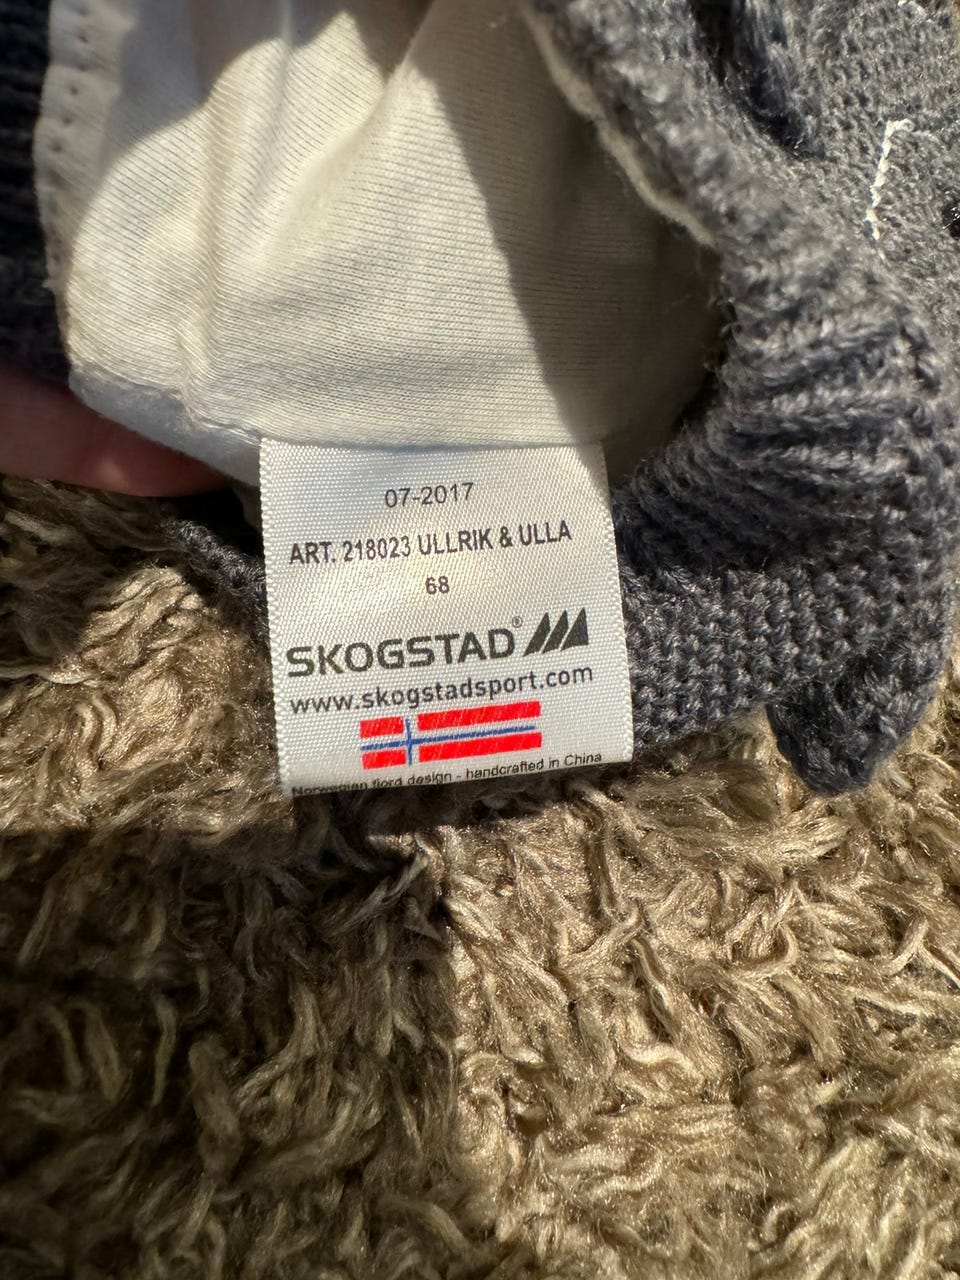 07-2017
ART. 218023 ULLRIK & ULLA
68
SKOGSTAD®
www.skogstadsport.com
Norwegian fjord design - handcrafted in China